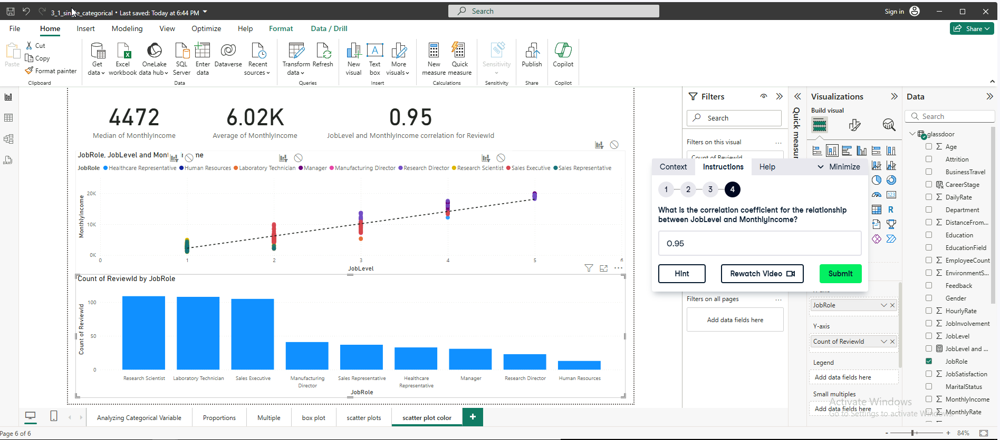 3_1_single_categorical • Last saved: Today at 6:44 PM
Search
Sign in
File Home Insert Modeling View Optimize Help Format Data / Drill
Share
Paste
Cut
Copy
Format painter
Clipboard
Get data
Excel workbook
OneLake data hub
SQL Server
Enter data
Dataverse
Recent sources
Data
Transform data
Refresh
Queries
New visual
Text box
More visuals
Insert
New measure
Quick measure
Calculations
Sensitivity
Sensitivity
Publish
Share
Copilot
Copilot
4472
Median of MonthlyIncome
6.02K
Average of MonthlyIncome
0.95
JobLevel and MonthlyIncome correlation for ReviewId
JobRole, JobLevel and Mont
me
JobRole Healthcare Representative Human Resources Laboratory Technician Manager Manufacturing Director Research Director Research Scientist Sales Executive Sales Representative
MonthlyIncome
20K
10K
0K
0 1 2 3 4 5 6
JobLevel
Count of ReviewId by JobRole
Count of ReviewId
100
50
0
Research Scientist
Laboratory Technician
Sales Executive
Manufacturing Director
Sales Representative
Healthcare Representative
Manager
Research Director
Human Resources
JobRole
Analyzing Categorical Variable
Proportions
Multiple
box plot
scatter plots
scatter plot color
+
Page 6 of 6
- + 84%
Filters
Search
Filters on this visual
Count of ReviewId
Filters on all pages
Add data fields here
Quick measur
Context Instructions Help Minimize
1 2 3 4
What is the correlation coefficient for the relationship
between JobLevel and MonthlyIncome?
0.95
Hint
Rewatch Video
Submit
Visualizations
Build visual
123
R
JobRole
Y-axis
Count of ReviewId
Legend
Add data fields here
Small multiples
Add data fields here
Data
Search
glassdoor
Age
Attrition
BusinessTravel
CareerStage
DailyRate
Department
DistanceFrom...
Education
EducationField
EmployeeCount
EnvironmentS...
Feedback
Gender
HourlyRate
JobInvolvement
JobLevel
JobLevel and ...
JobRole
JobSatisfaction
MaritalStatus
MonthlyIncome
MonthlyRate
Activate Windows
Go to Settings to activate Windows.